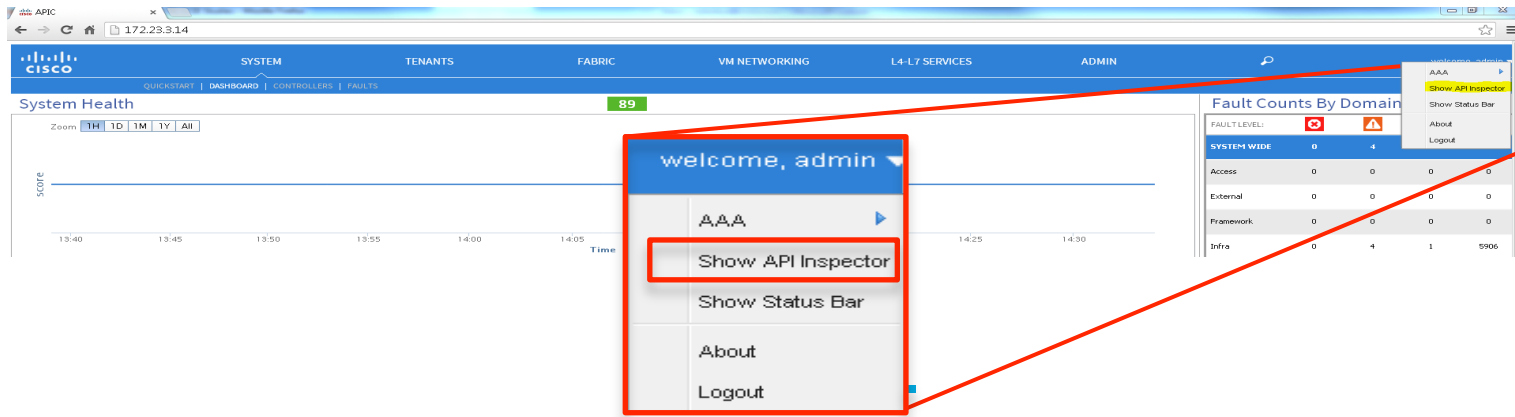 APIC
172.23.3.14
CISCO
SYSTEM TENANTS FABRIC VM NETWORKING L4-L7 SERVICES ADMIN welcome, admin
QUICKSTART | DASHBOARD | CONTROLLERS | FAULTS
System Health 89
Zoom 1H 1D 1M 1Y All
score
13:40 13:45 13:50 13:55 14:00 14:05 14:25 14:30
Time
Fault Counts By Domain
FAULT LEVEL:
SYSTEM WIDE 0 4
Access 0 0 0 0
External 0 0 0 0
Framework 0 0 0 0
Infra 0 4 1 5906
AAA
Show API Inspector
Show Status Bar
About
Logout
welcome, admin
AAA
Show API Inspector
Show Status Bar
About
Logout